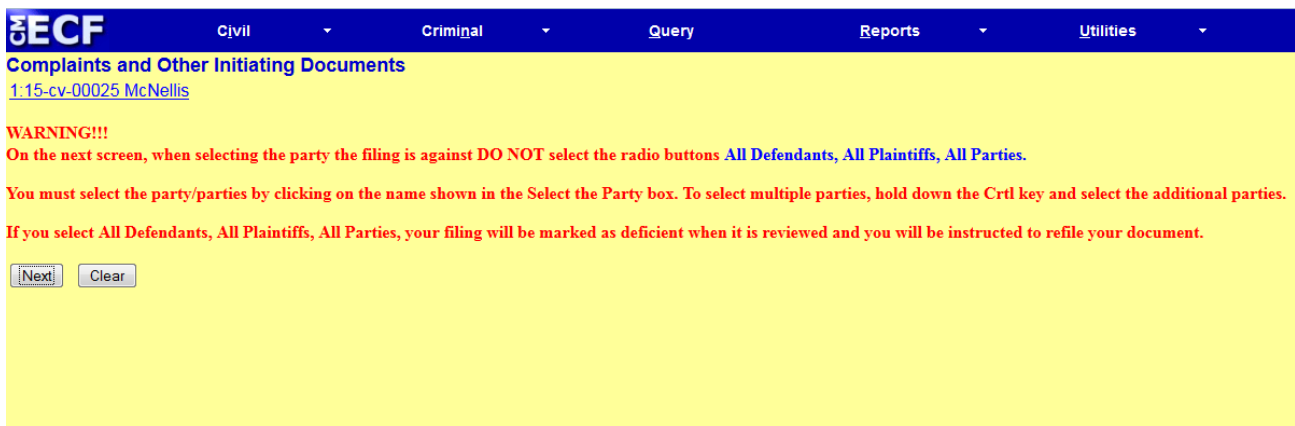 CM ECF Civil Criminal Query Reports Utilities
Complaints and Other Initiating Documents
1:15-cv-00025 McNellis
WARNING!!!
On the next screen, when selecting the party the filing is against DO NOT select the radio buttons All Defendants, All Plaintiffs, All Parties.
You must select the party/parties by clicking on the name shown in the Select the Party box. To select multiple parties, hold down the Crtl key and select the additional parties.
If you select All Defendants, All Plaintiffs, All Parties, your filing will be marked as deficient when it is reviewed and you will be instructed to refile your document.
Next Clear